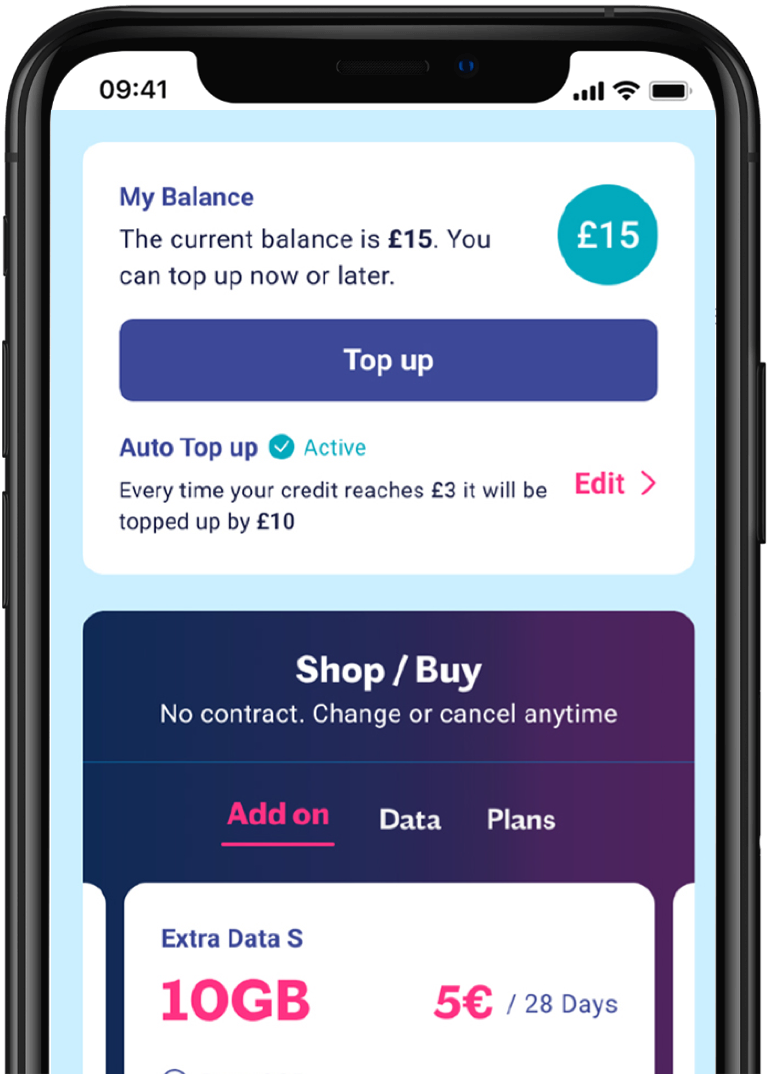 09:41
My Balance
The current balance is £15. You
can top up now or later.
£15
Top up
Auto Top up Active
Every time your credit reaches £3 it will be
topped up by £10
Edit
Shop / Buy
No contract. Change or cancel anytime
Add on Data Plans
Extra Data S
10GB 5€ / 28 Days